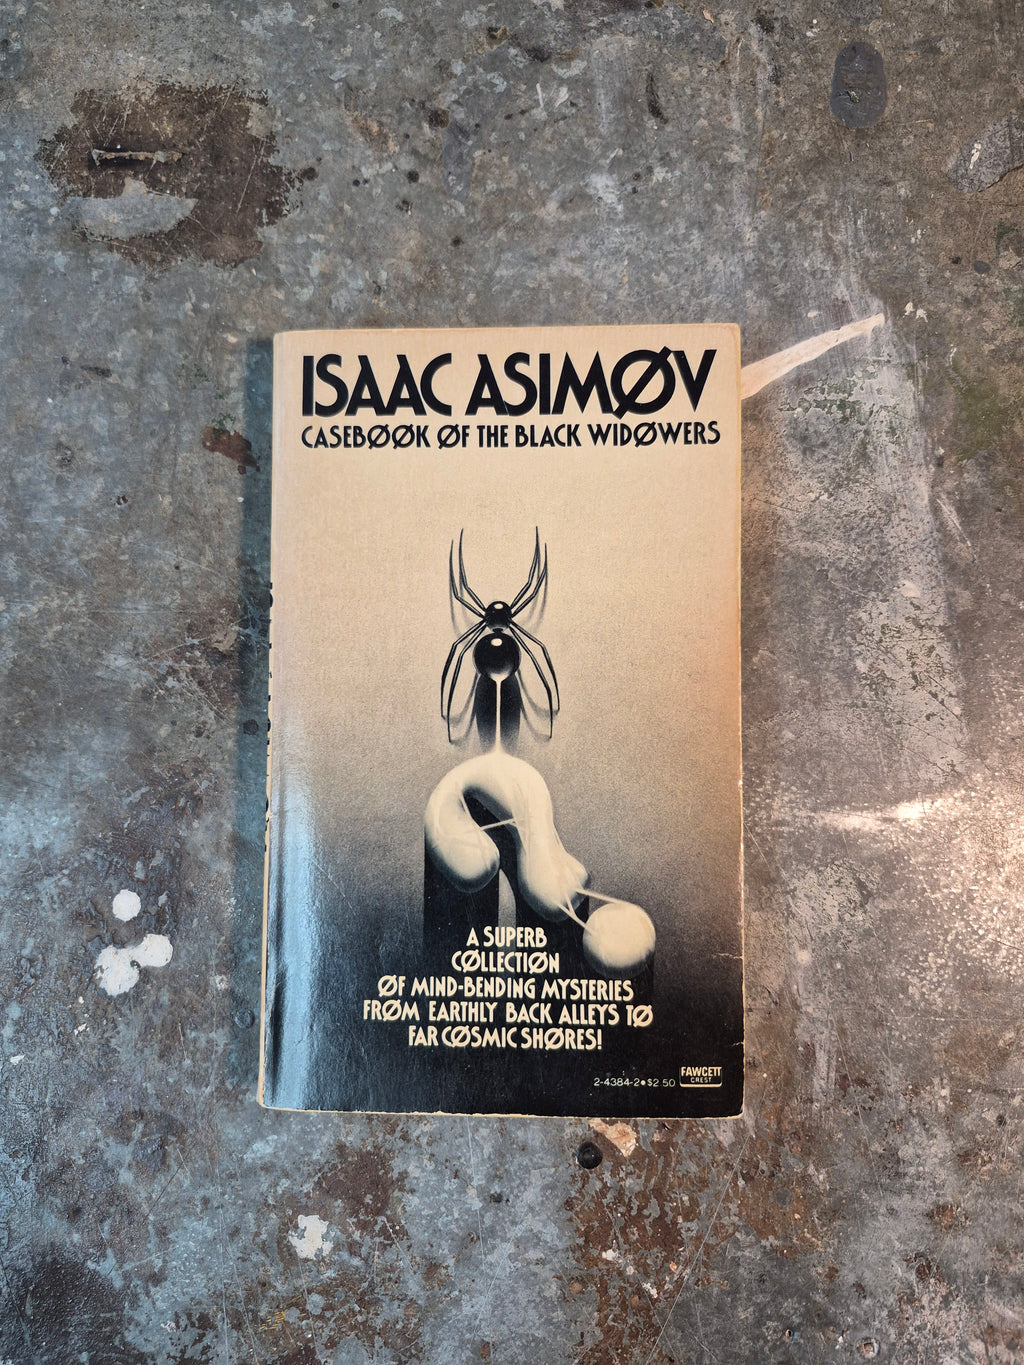 ISAAC ASIMØV
CASEBØØK ØF THE BLACK WIDØWERS
A SUPERB
CØLLECTIØN
ØF MIND-BENDING MYSTERIES
FRØM EARTHLY BACK ALLEYS TØ
FAR CØSMIC SHØRES!
2-4384-2•$2.50
FAWCETT
CREST